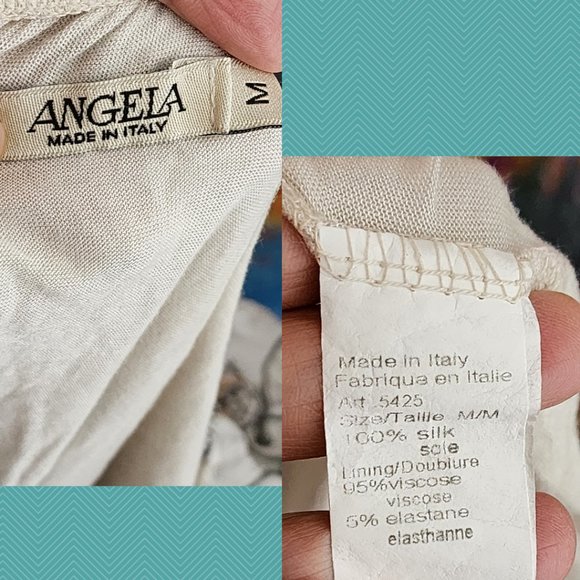 ANGELA
MADE IN ITALY
M
Made in Italy
Fabriqua en Italie
Art .5425
Size/Taille M/M
100% silk
soie
Lining/Doublure
95%viscose
viscose
5% elastane
elasthanne